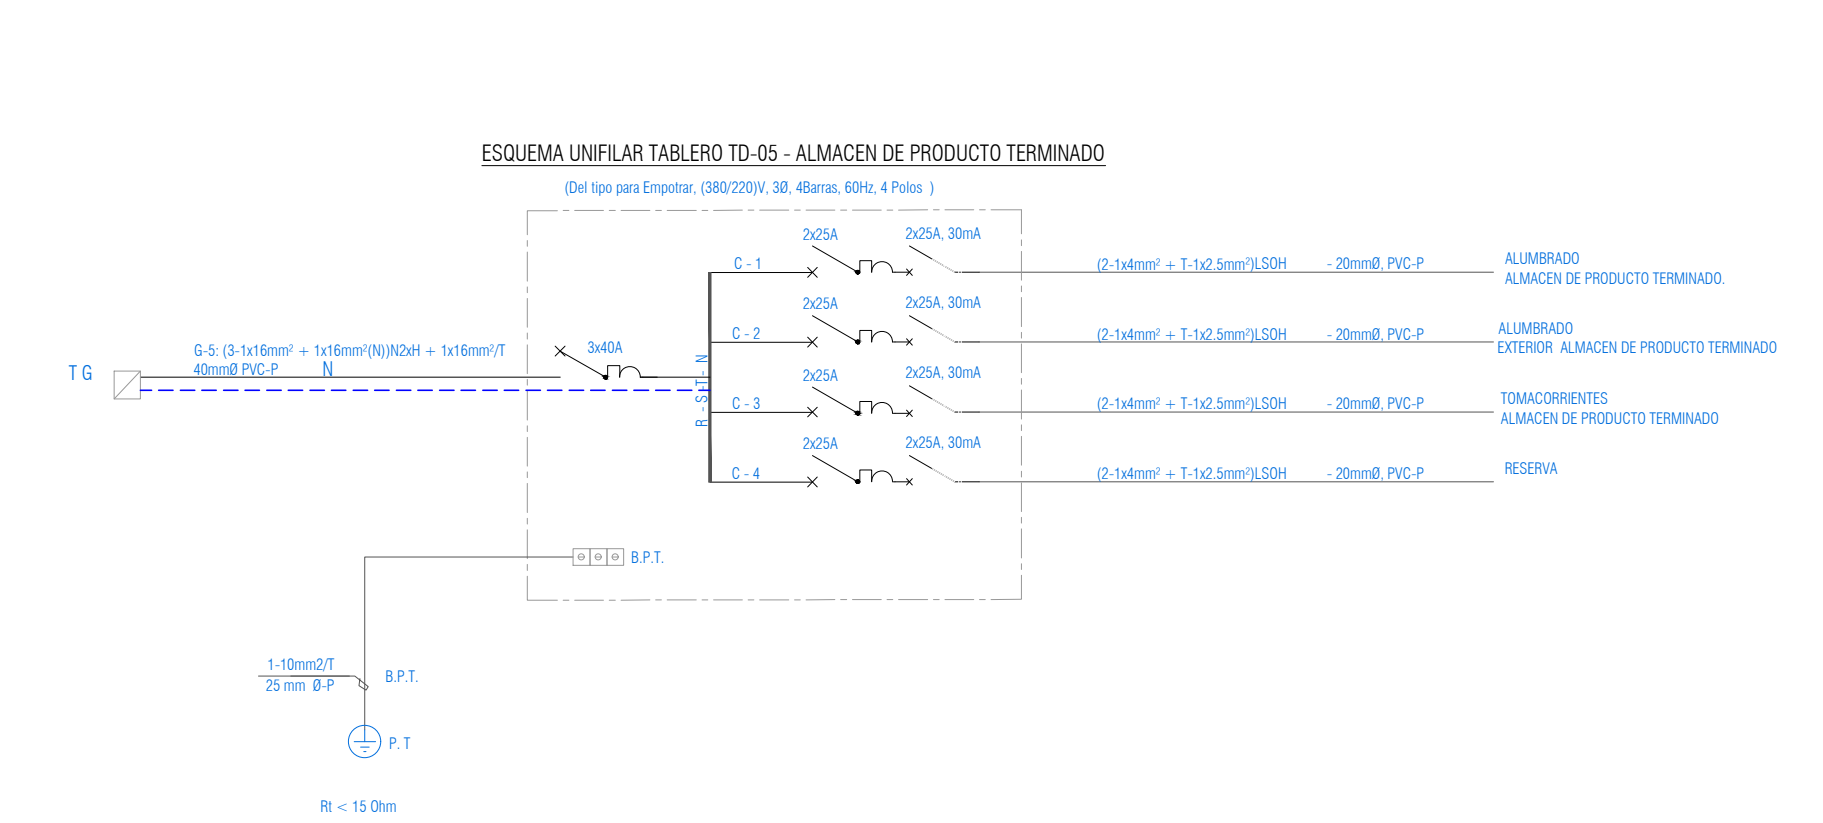 ESQUEMA UNIFILAR TABLERO TD-05 - ALMACEN DE PRODUCTO TERMINADO
(Del tipo para Empotrar, (380/220)V, 3Ø, 4Barras, 60Hz, 4 Polos )
T G
G-5: (3-1x16mm² + 1x16mm²(N))N2xH + 1x16mm²/T
40mmØ PVC-P
N
3x40A
R - S -T - N
C - 1
2x25A
2x25A, 30mA
(2-1x4mm² + T-1x2.5mm²)LSOH - 20mmØ, PVC-P
ALUMBRADO
ALMACEN DE PRODUCTO TERMINADO.
C - 2
2x25A
2x25A, 30mA
(2-1x4mm² + T-1x2.5mm²)LSOH - 20mmØ, PVC-P
ALUMBRADO
EXTERIOR ALMACEN DE PRODUCTO TERMINADO
C - 3
2x25A
2x25A, 30mA
(2-1x4mm² + T-1x2.5mm²)LSOH - 20mmØ, PVC-P
TOMACORRIENTES
ALMACEN DE PRODUCTO TERMINADO
C - 4
2x25A
2x25A, 30mA
(2-1x4mm² + T-1x2.5mm²)LSOH - 20mmØ, PVC-P
RESERVA
B.P.T.
1-10mm2/T
25 mm Ø-P
B.P.T.
P. T
Rt < 15 Ohm